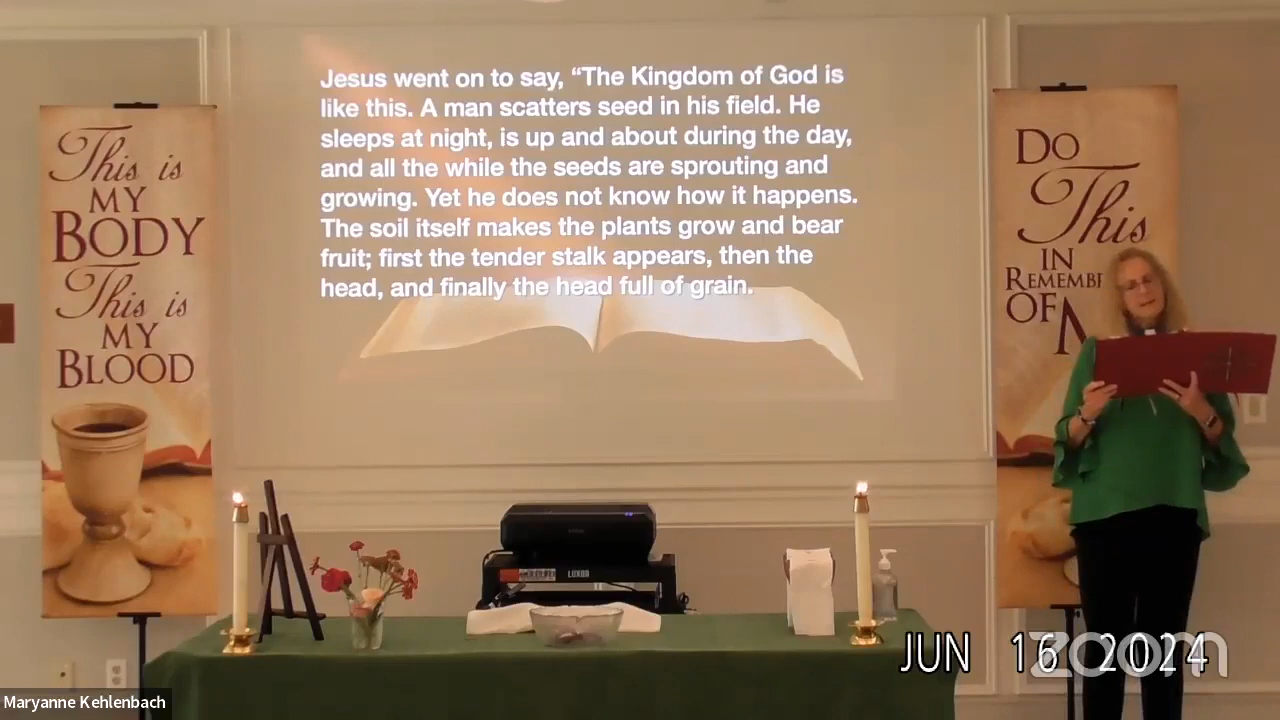 Jesus went on to say, “The Kingdom of God is
like this. A man scatters seed in his field. He
sleeps at night, is up and about during the day,
and all the while the seeds are sprouting and
growing. Yet he does not know how it happens.
The soil itself makes the plants grow and bear
fruit; first the tender stalk appears, then the
head, and finally the head full of grain.
This is
MY
BODY
This is
MY
BLOOD
DO
This
IN
REMEMBR
OF M
LUXOR
JUN 16 2024
zoom
Maryanne Kehlenbach